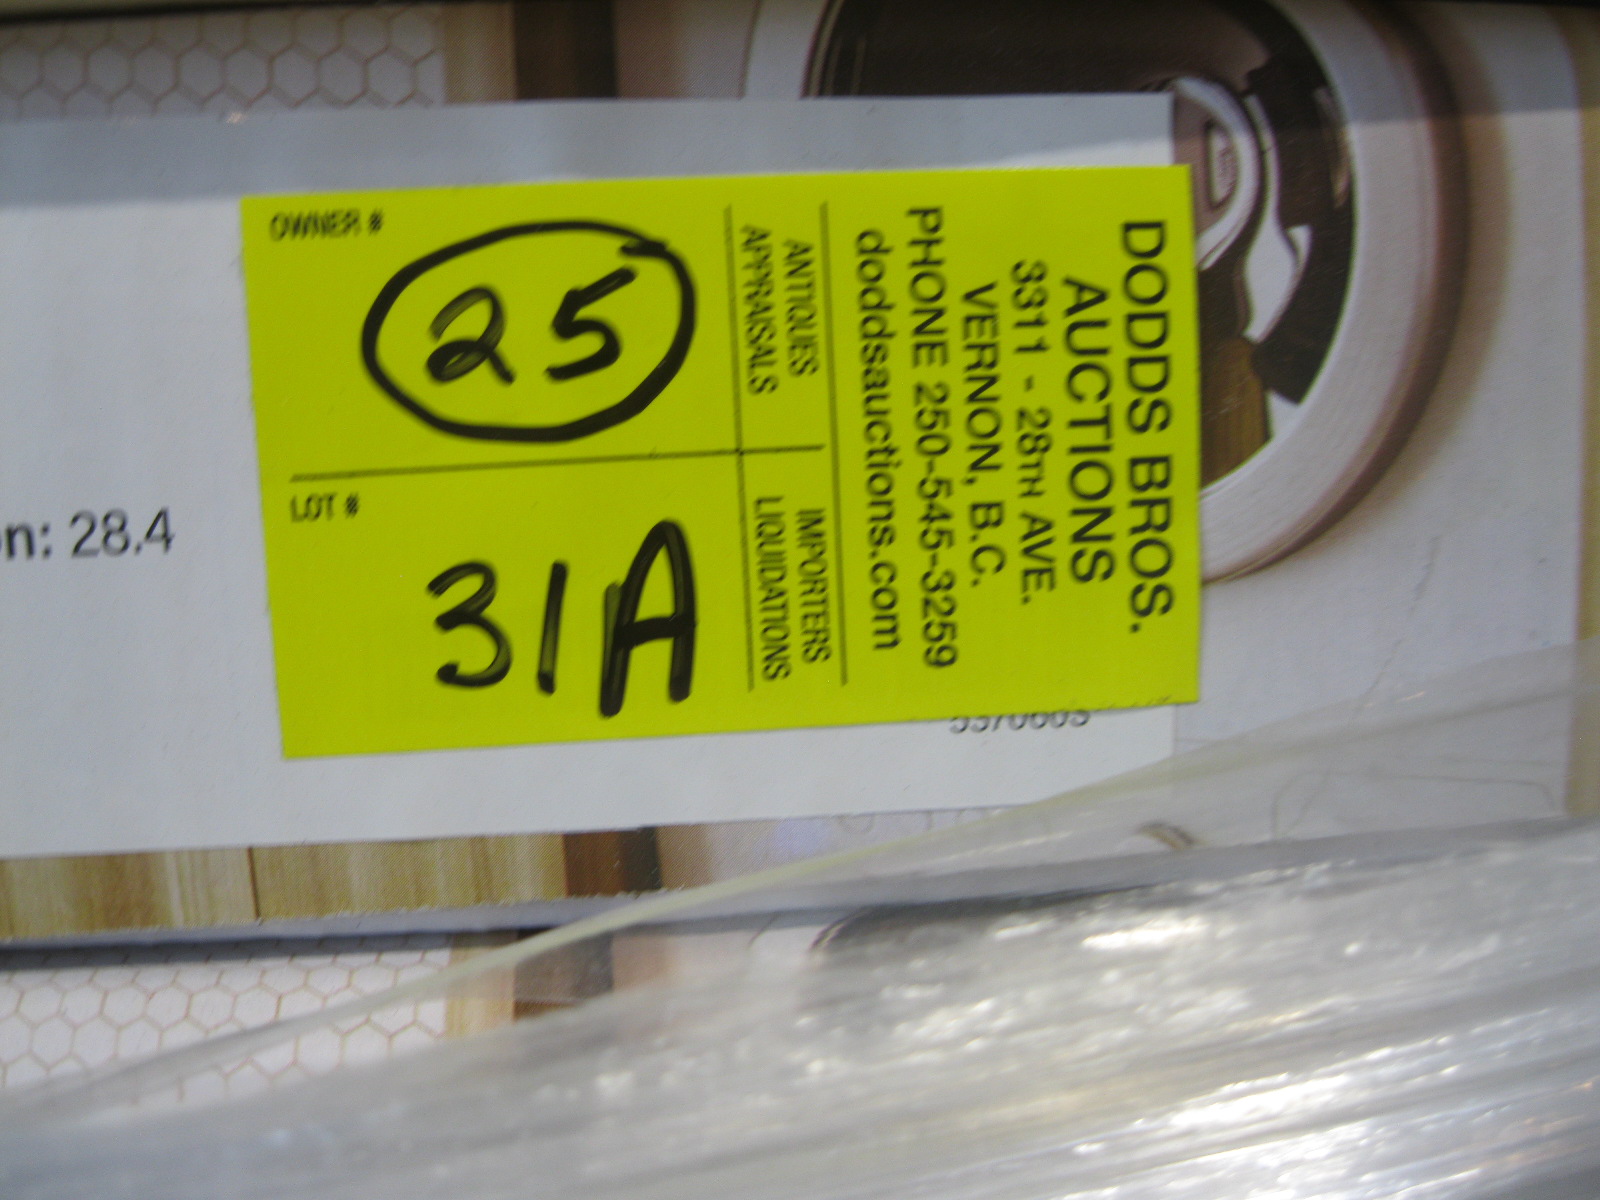 DODDS BROS.
AUCTIONS
3311 - 28TH AVE.
VERNON, B.C.
PHONE 250-545-3259
doddsauctions.com
ANTIQUES
APPRAISALS
IMPORTERS
LIQUIDATIONS
OWNER #
25
LOT #
31A
on: 28.4